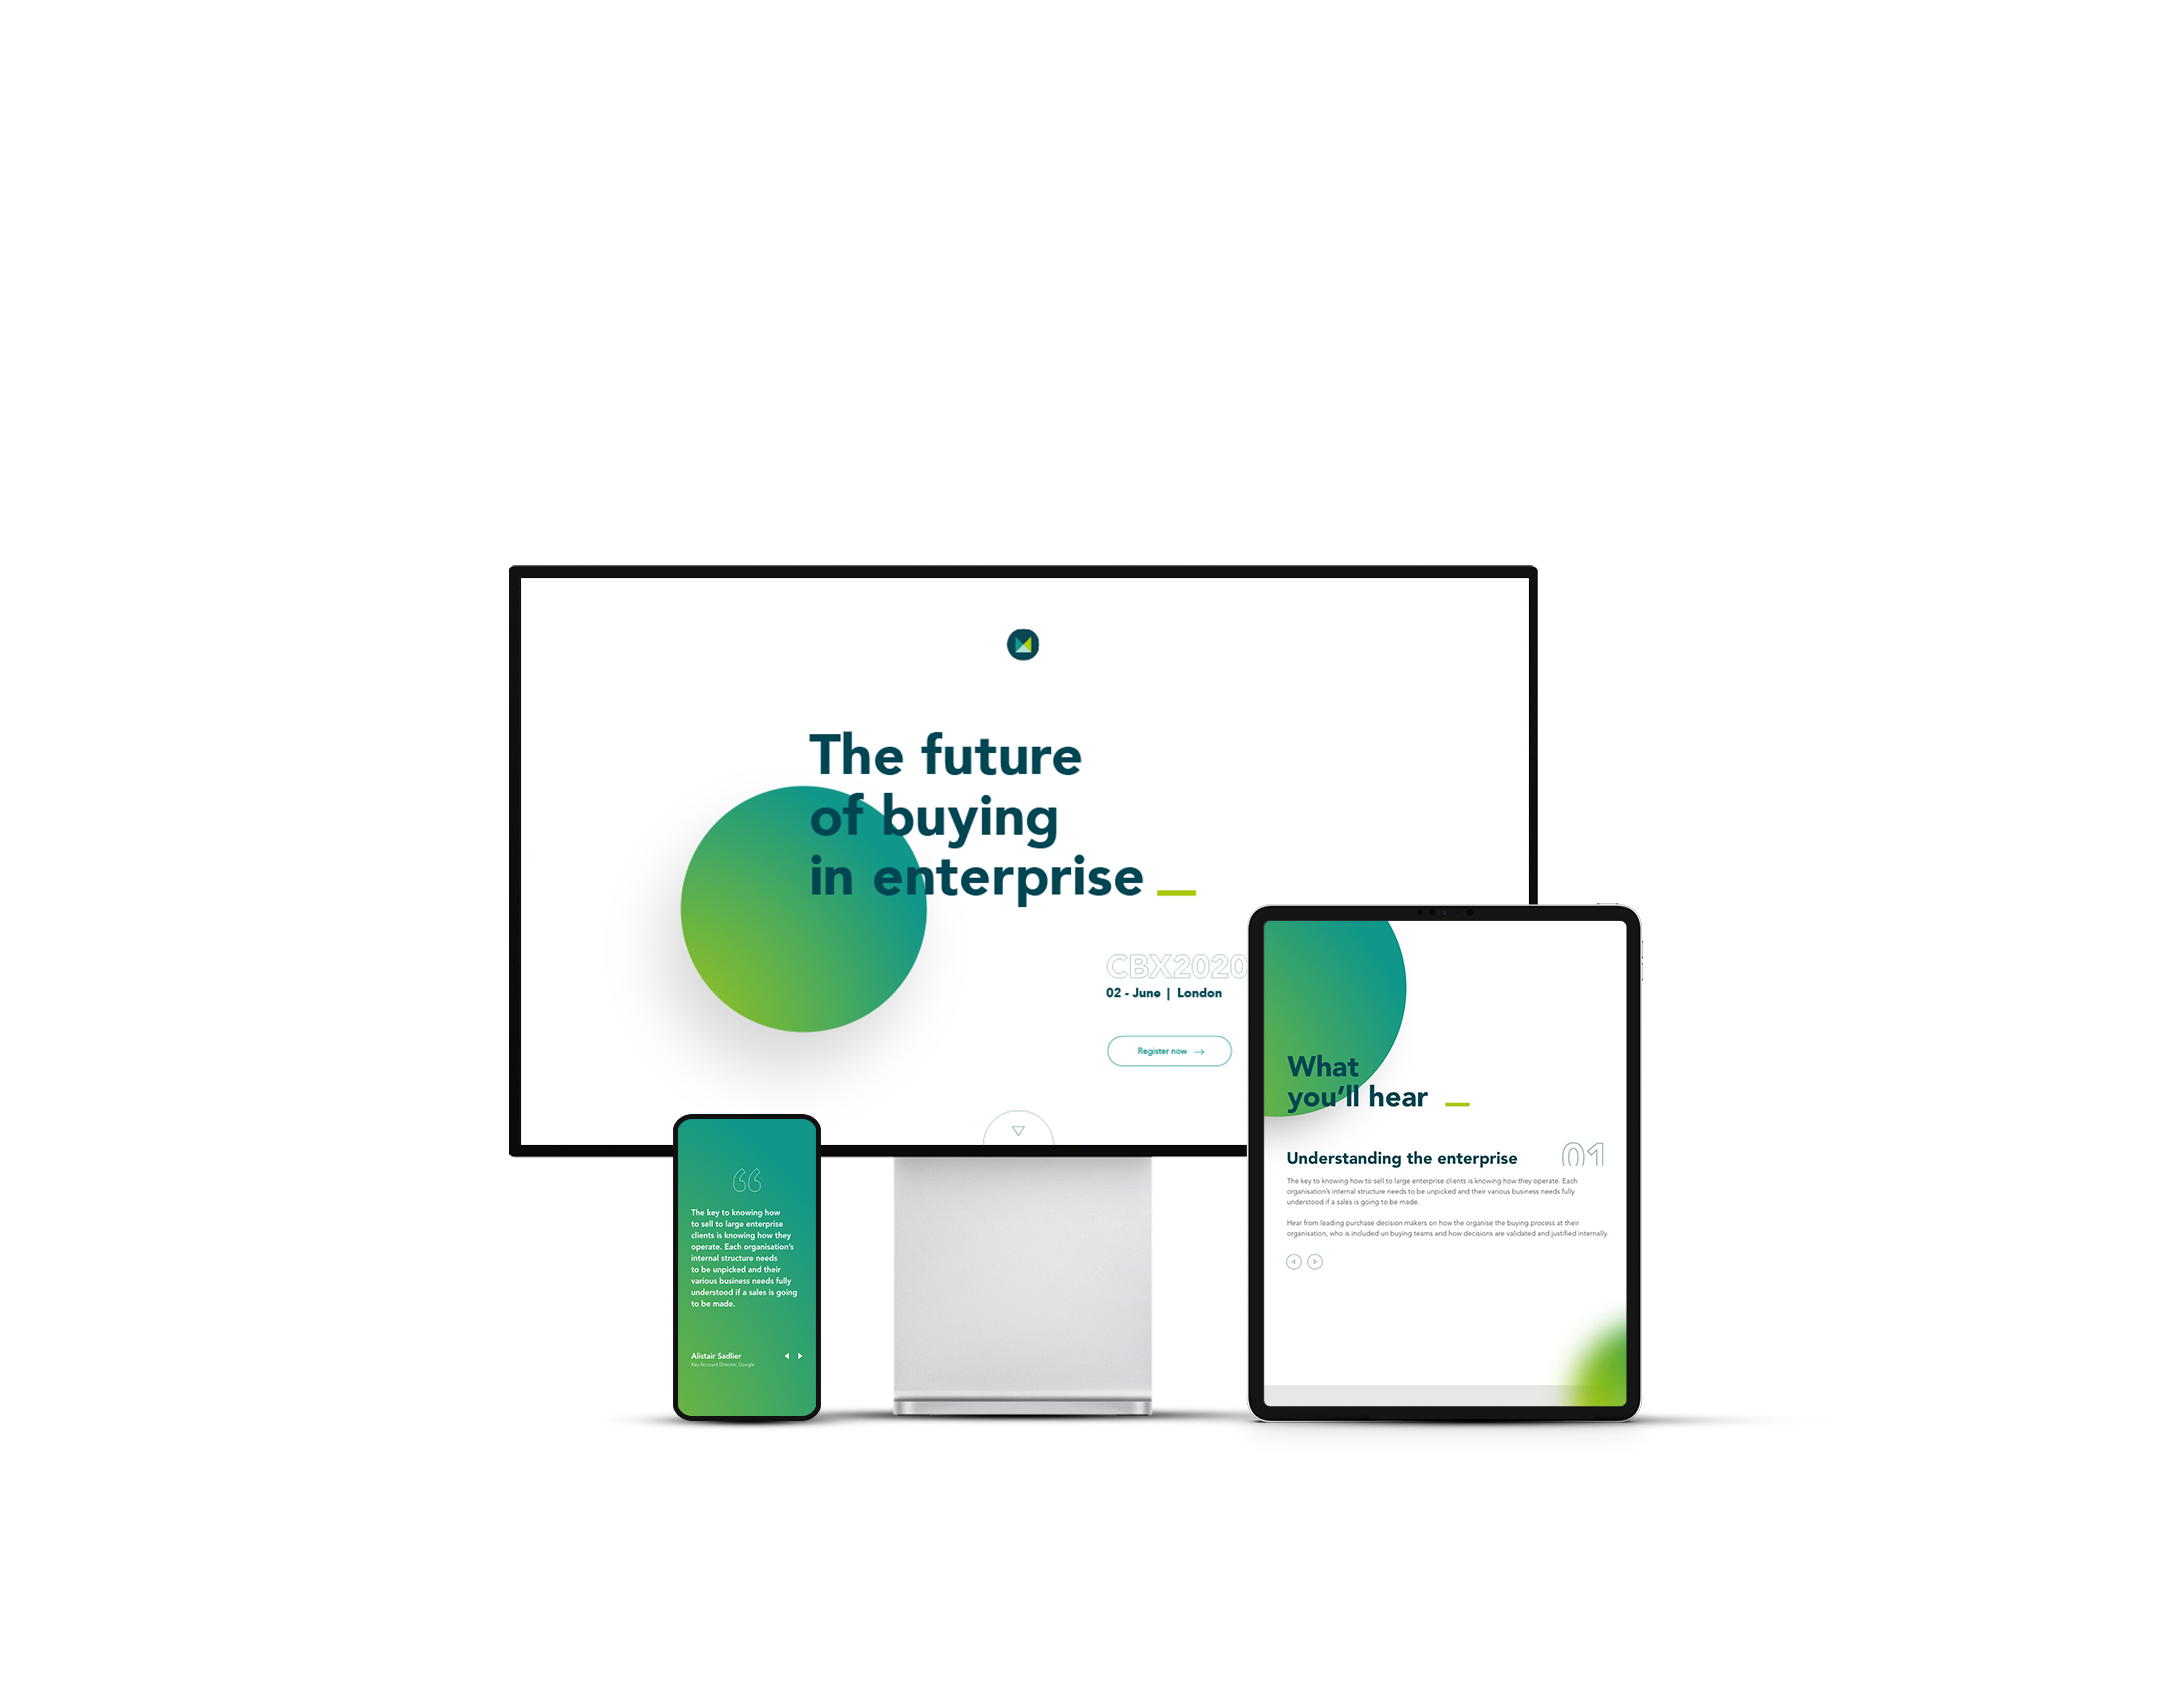 The future
of buying
in enterprise _
CBX2020
02 - June | London
Register now →
“
The key to knowing how
to sell to large enterprise
clients is knowing how they
operate. Each organisation’s
internal structure needs
to be unpicked and their
various business needs fully
understood if a sales is going
to be made.
Alistair Sadlier
Key Account Director, Google
What
you’ll hear _
Understanding the enterprise
01
The key to knowing how to sell to large enterprise clients is knowing how they operate. Each
organisation’s internal structure needs to be unpicked and their various business needs fully
understood if a sales is going to be made.
Hear from leading purchase decision makers on how the organise the buying process at their
organisation, who is included un buying teams and how decisions are validated and justified internally.